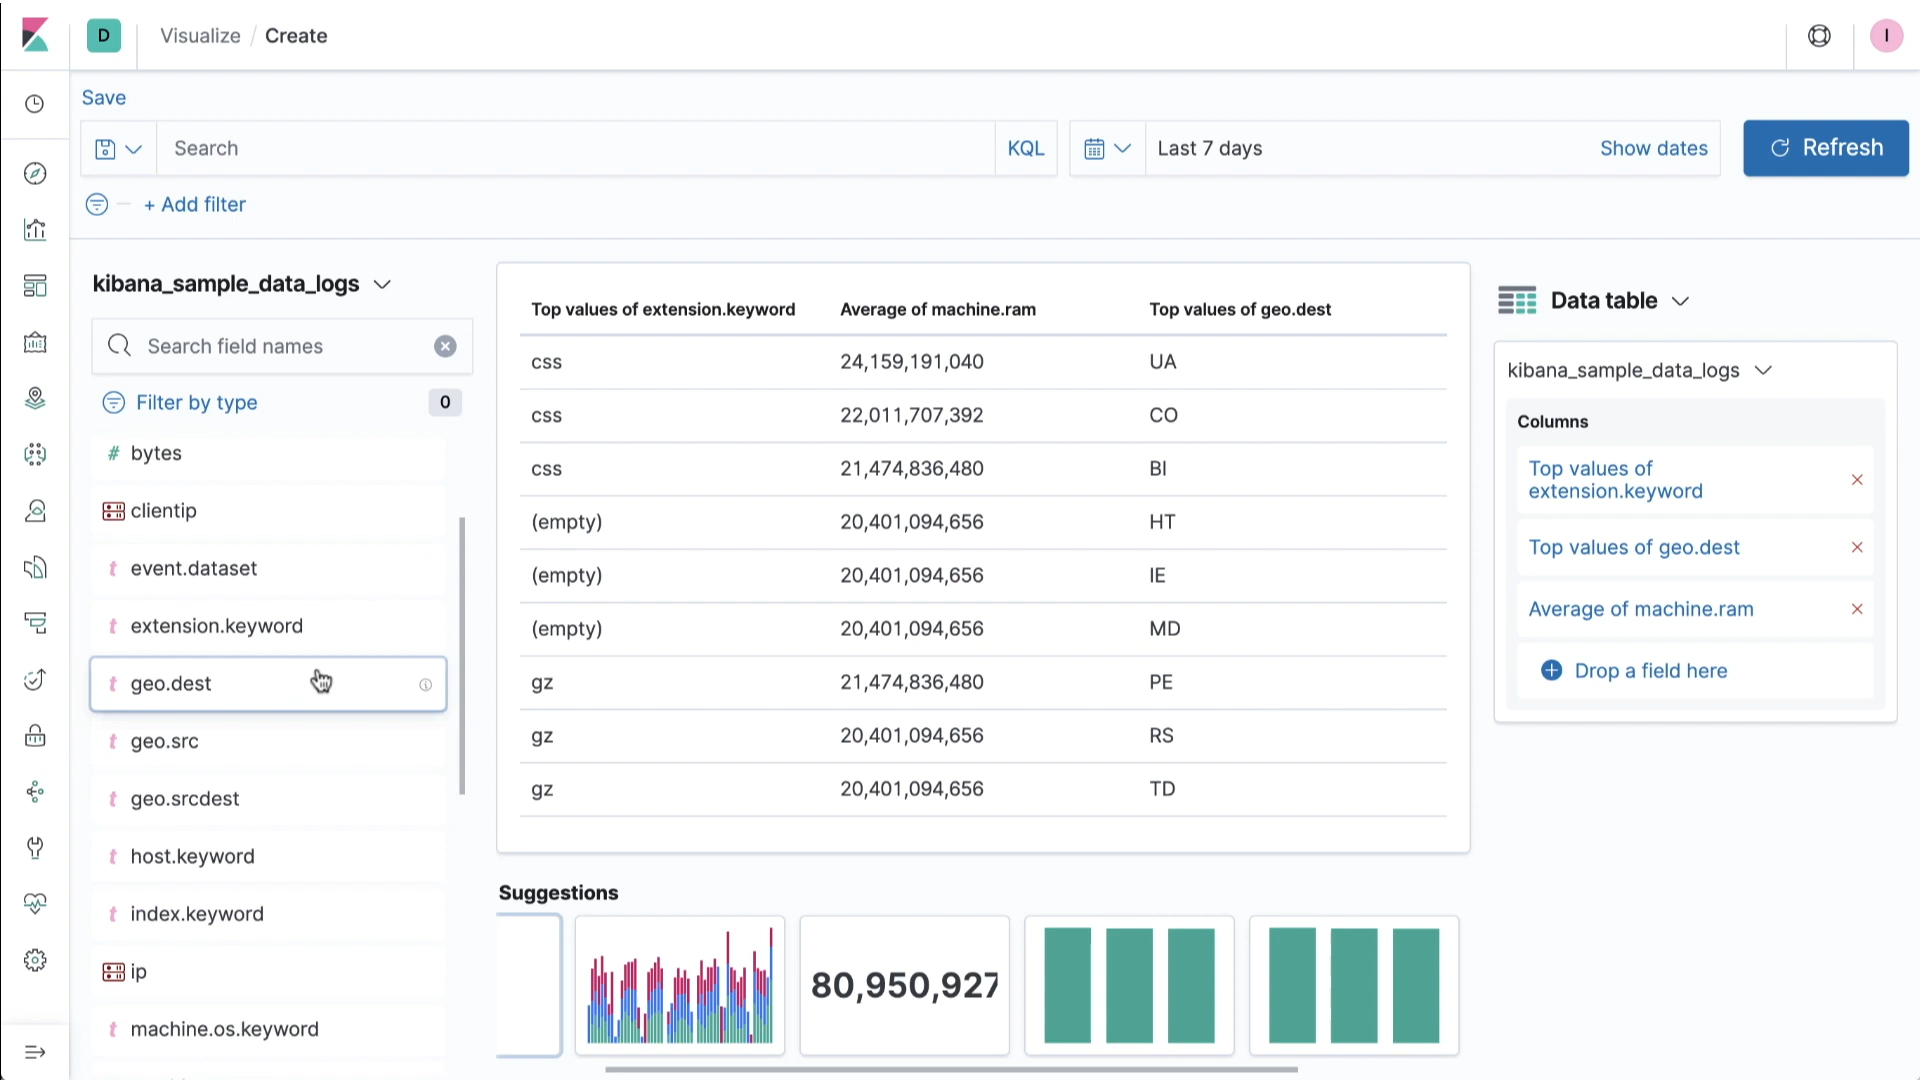 D
Visualize / Create
I
Save
Search
KQL
Last 7 days
Show dates
Refresh
+ Add filter
kibana_sample_data_logs
Search field names
Filter by type
0
# bytes
clientip
t event.dataset
t extension.keyword
t geo.dest
t geo.src
t geo.srcdest
t host.keyword
t index.keyword
ip
t machine.os.keyword
Top values of extension.keyword Average of machine.ram Top values of geo.dest
css 24,159,191,040 UA
css 22,011,707,392 CO
css 21,474,836,480 BI
(empty) 20,401,094,656 HT
(empty) 20,401,094,656 IE
(empty) 20,401,094,656 MD
gz 21,474,836,480 PE
gz 20,401,094,656 RS
gz 20,401,094,656 TD
Suggestions
80,950,927
Data table
kibana_sample_data_logs
Columns
Top values of
extension.keyword
Top values of geo.dest
Average of machine.ram
Drop a field here